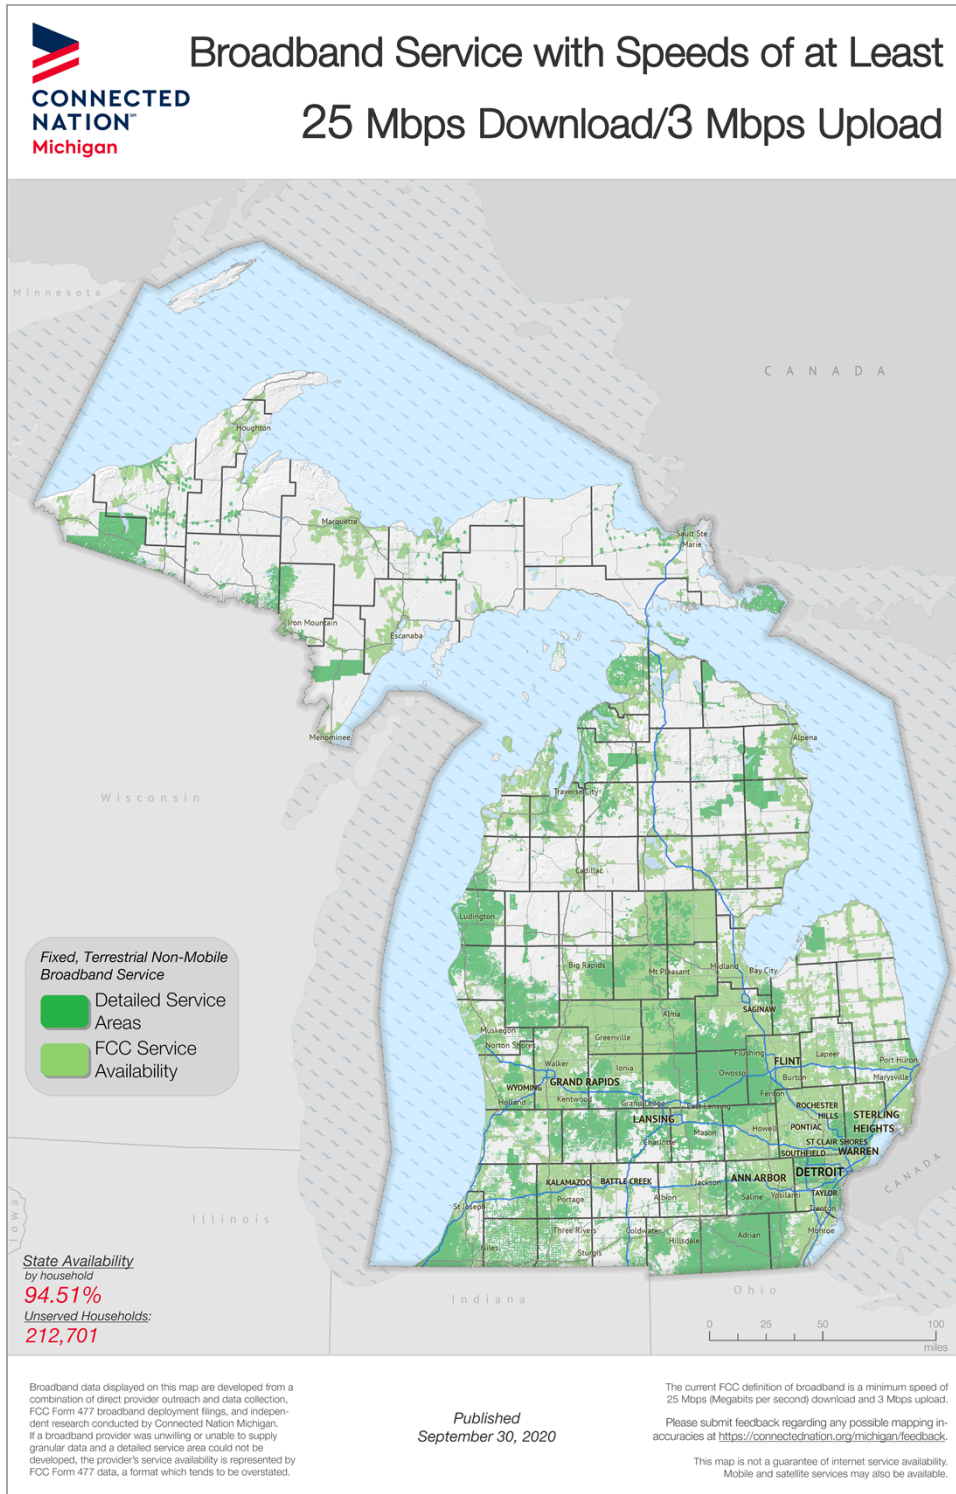 CONNECTED
NATION℠
Michigan
Broadband Service with Speeds of at Least
25 Mbps Download/3 Mbps Upload
Minnesota
CANADA
Houghton
Marquette
Sault Ste
Marie
Iron Mountain
Escanaba
Menominee
Wisconsin
Alpena
Traverse City
Cadillac
Ludington
Big Rapids
Mt Pleasant
Midland
Bay City
SAGINAW
Alma
Muskegon
Norton Shores
Greenville
Walker
Ionia
Flushing
FLINT
Lapeer
Port Huron
WYOMING
GRAND RAPIDS
Owosso
Burton
Marysville
Holland
Kentwood
Grand Ledge
East Lansing
Fenton
ROCHESTER
HILLS
STERLING
HEIGHTS
LANSING
Mason
Howell
PONTIAC
Charlotte
ST CLAIR SHORES
SOUTHFIELD
WARREN
CANADA
KALAMAZOO
BATTLE CREEK
Jackson
ANN ARBOR
DETROIT
Portage
Albion
Saline
Ypsilanti
TAYLOR
St Joseph
Trenton
Three Rivers
Coldwater
Hillsdale
Adrian
Monroe
Niles
Sturgis
Fixed, Terrestrial Non-Mobile
Broadband Service
Detailed Service
Areas
FCC Service
Availability
Iowa
Illinois
Indiana
Ohio
State Availability
by household
94.51%
Unserved Households:
212,701
0 25 50 100
miles
Broadband data displayed on this map are developed from a
combination of direct provider outreach and data collection,
FCC Form 477 broadband deployment filings, and indepen-
dent research conducted by Connected Nation Michigan.
If a broadband provider was unwilling or unable to supply
granular data and a detailed service area could not be
developed, the provider's service availability is represented by
FCC Form 477 data, a format which tends to be overstated.
Published
September 30, 2020
The current FCC definition of broadband is a minimum speed of
25 Mbps (Megabits per second) download and 3 Mbps upload.
Please submit feedback regarding any possible mapping in-
accuracies at https://connectednation.org/michigan/feedback.
This map is not a guarantee of internet service availability.
Mobile and satellite services may also be available.